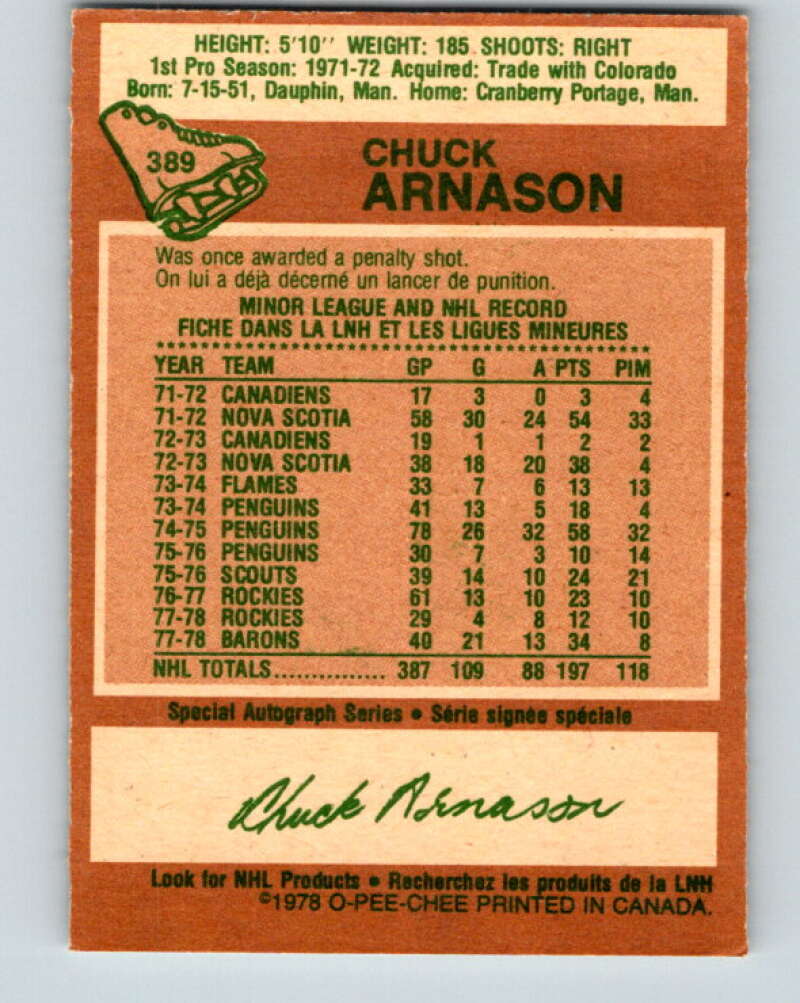 HEIGHT: 5'10'' WEIGHT: 185 SHOOTS: RIGHT
1st Pro Season: 1971-72 Acquired: Trade with Colorado
Born: 7-15-51, Dauphin, Man. Home: Cranberry Portage, Man.
389
CHUCK
ARNASON
Was once awarded a penalty shot.
On lui a déjà décerné un lancer de punition.
MINOR LEAGUE AND NHL RECORD
FICHE DANS LA LNH ET LES LIGUES MINEURES
YEAR TEAM GP G A PTS PIM
71-72 CANADIENS 17 3 0 3 4
71-72 NOVA SCOTIA 58 30 24 54 33
72-73 CANADIENS 19 1 1 2 2
72-73 NOVA SCOTIA 38 18 20 38 4
73-74 FLAMES 33 7 6 13 13
73-74 PENGUINS 41 13 5 18 4
74-75 PENGUINS 78 26 32 58 32
75-76 PENGUINS 30 7 3 10 14
75-76 SCOUTS 39 14 10 24 21
76-77 ROCKIES 61 13 10 23 10
77-78 ROCKIES 29 4 8 12 10
77-78 BARONS 40 21 13 34 8
NHL TOTALS............... 387 109 88 197 118
Special Autograph Series • Série signée spéciale
Chuck Arnason
Look for NHL Products • Recherchez les produits de la LNH
©1978 O-PEE-CHEE PRINTED IN CANADA.